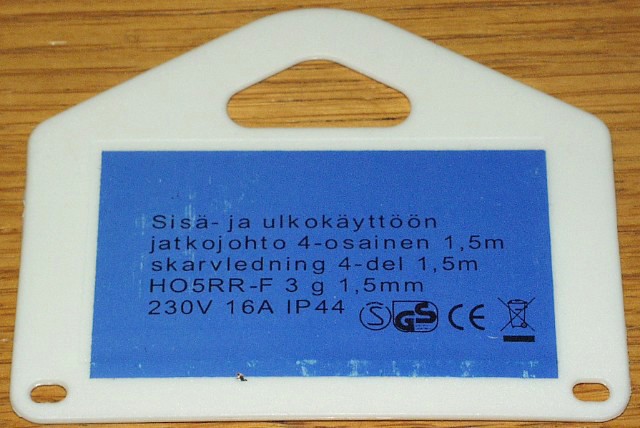 Sisä- ja ulkokäyttöön
jatkojohto 4-osainen 1,5m
skarvledning 4-del 1,5m
HO5RR-F 3 g 1,5mm
230V 16A IP44 S GS CE